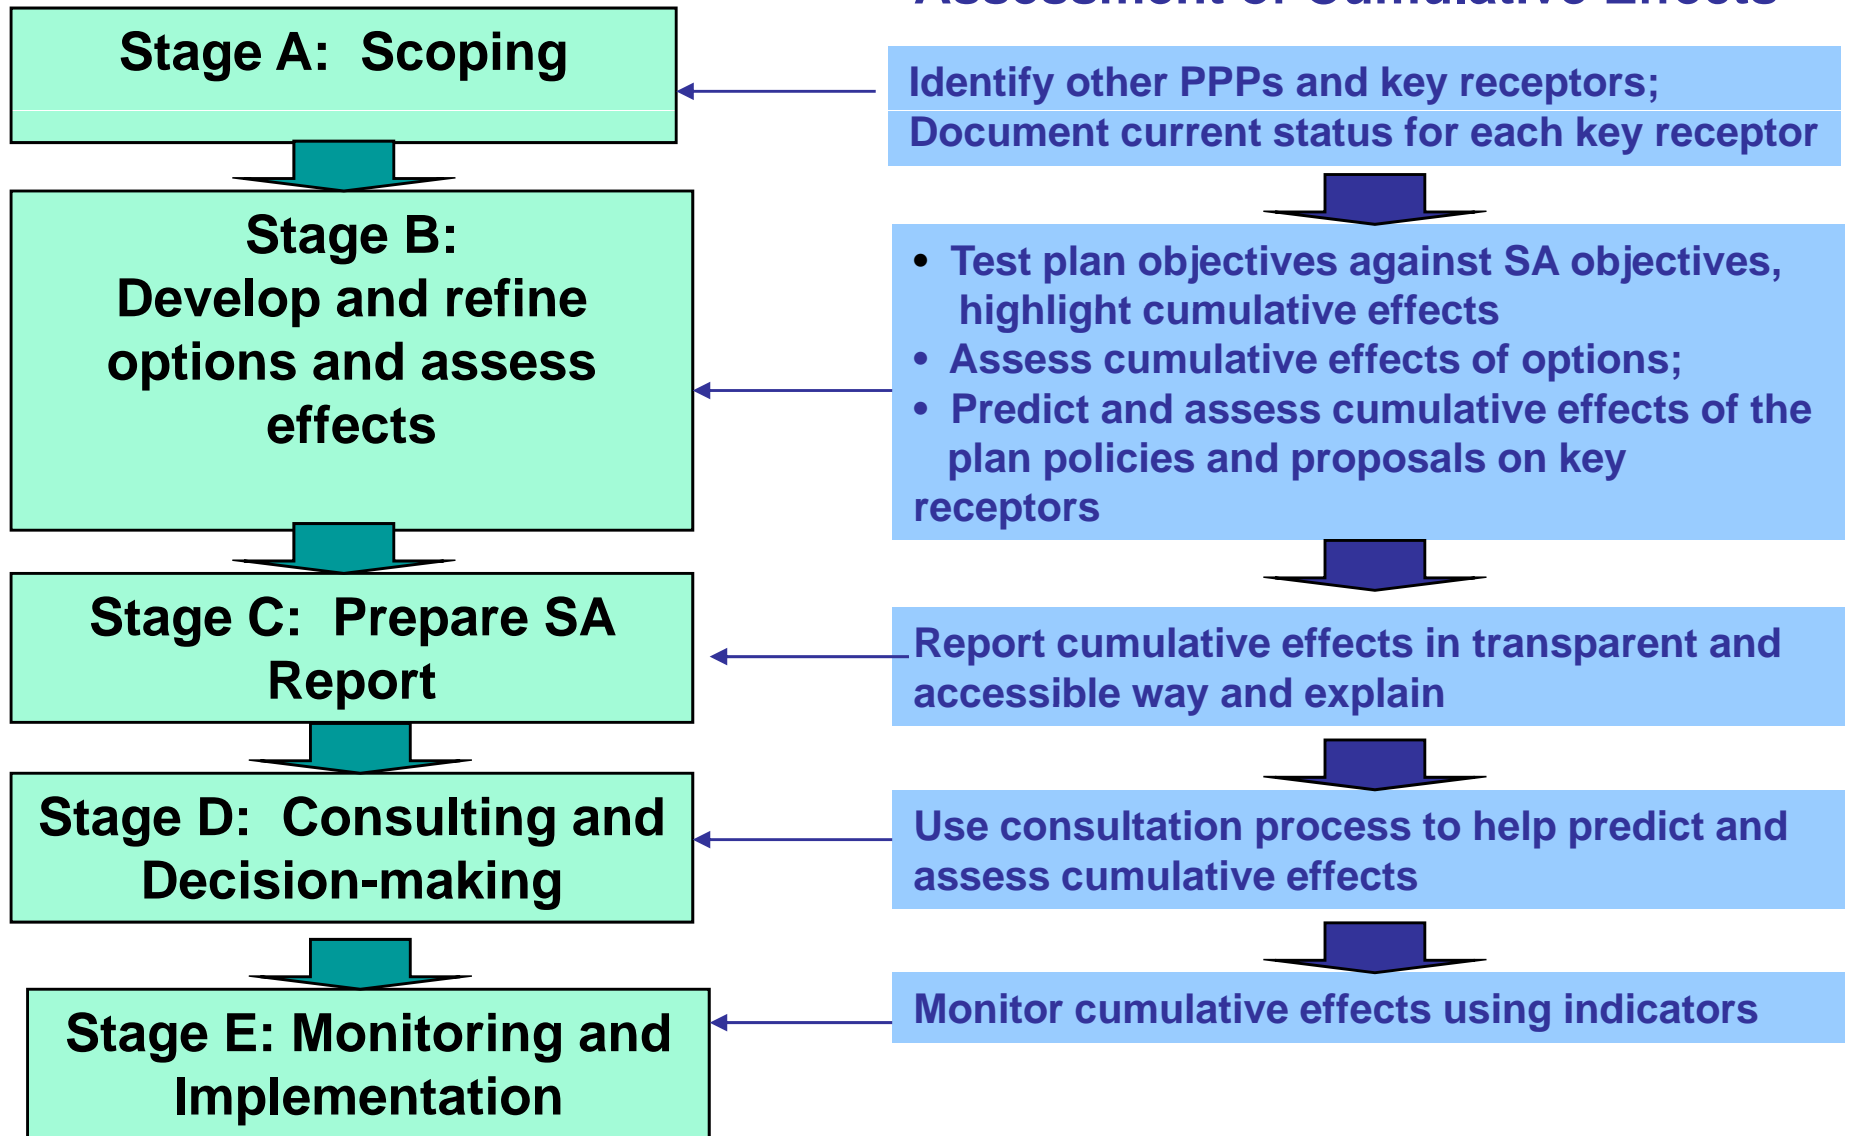 Assessment of Cumulative Effects
Stage A: Scoping
Identify other PPPs and key receptors;
Document current status for each key receptor
Stage B:
Develop and refine
options and assess
effects
• Test plan objectives against SA objectives,
highlight cumulative effects
• Assess cumulative effects of options;
• Predict and assess cumulative effects of the
plan policies and proposals on key
receptors
Stage C: Prepare SA
Report
Report cumulative effects in transparent and
accessible way and explain
Stage D: Consulting and
Decision-making
Use consultation process to help predict and
assess cumulative effects
Stage E: Monitoring and
Implementation
Monitor cumulative effects using indicators